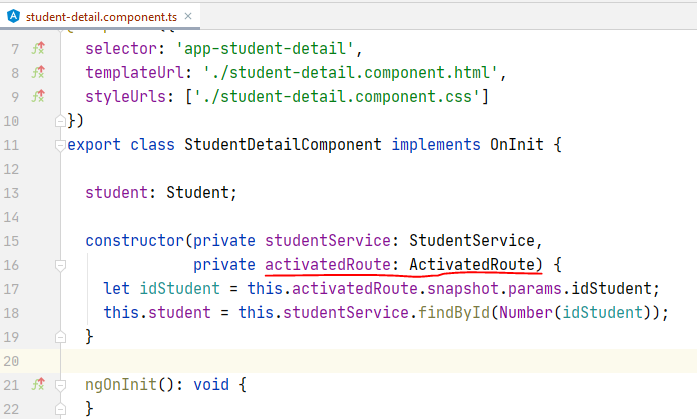 student-detail.component.ts
7 selector: 'app-student-detail',
8 templateUrl: './student-detail.component.html',
9 styleUrls: ['./student-detail.component.css']
10 })
11 export class StudentDetailComponent implements OnInit {
12
13 student: Student;
14
15 constructor(private studentService: StudentService,
16 private activatedRoute: ActivatedRoute) {
17 let idStudent = this.activatedRoute.snapshot.params.idStudent;
18 this.student = this.studentService.findById(Number(idStudent));
19 }
20
21 ngOnInit(): void {
22 }